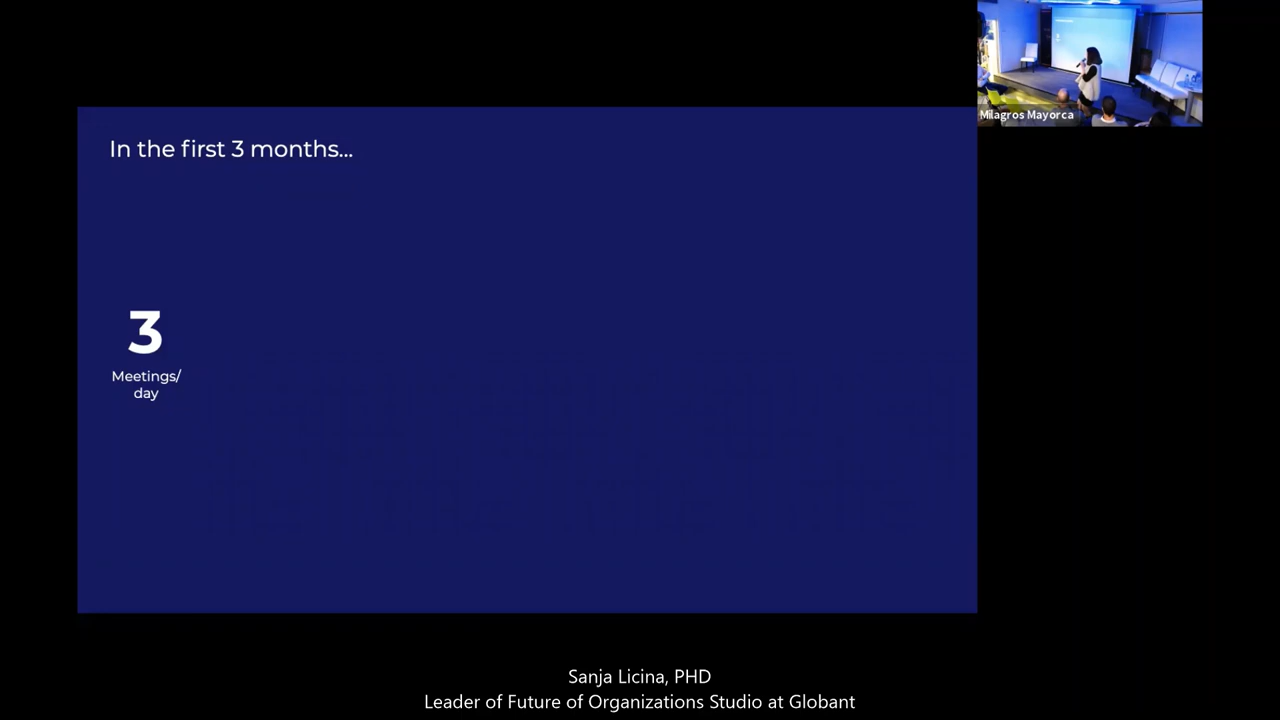 Milagros Mayorca
In the first 3 months...
3
Meetings/
day
Sanja Licina, PHD
Leader of Future of Organizations Studio at Globant